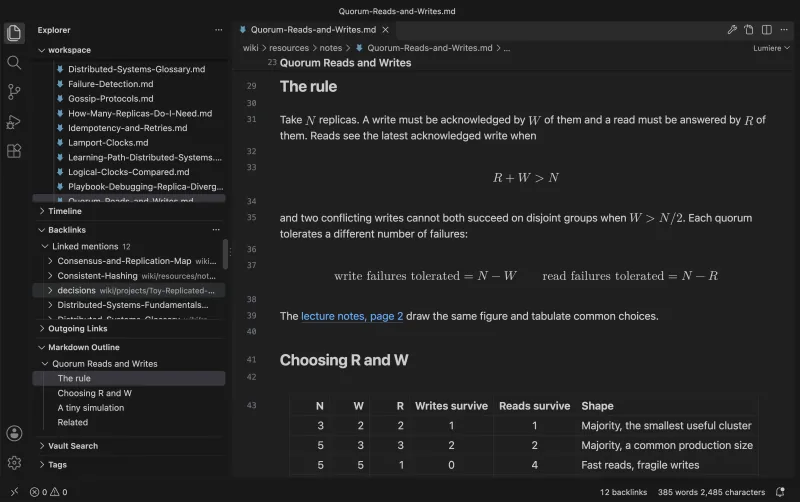 Quorum-Reads-and-Writes.md
Explorer
workspace
Distributed-Systems-Glossary.md
Failure-Detection.md
Gossip-Protocols.md
How-Many-Replicas-Do-I-Need.md
Idempotency-and-Retries.md
Lamport-Clocks.md
Learning-Path-Distributed-Systems....
Logical-Clocks-Compared.md
Playbook-Debugging-Replica-Diverg...
Quorum-Reads-and-Writes.md
Timeline
Backlinks
Linked mentions 12
Consensus-and-Replication-Map wiki...
Consistent-Hashing wiki/resources/not...
decisions wiki/projects/Toy-Replicated-...
Distributed-Systems-Fundamentals...
Outgoing Links
Markdown Outline
Quorum Reads and Writes
The rule
Choosing R and W
A tiny simulation
Related
Vault Search
Tags
Quorum-Reads-and-Writes.md
wiki > resources > notes > Quorum-Reads-and-Writes.md > ...
Lumiere
23 Quorum Reads and Writes
29 The rule
30
31 Take N replicas. A write must be acknowledged by W of them and a read must be answered by R of
them. Reads see the latest acknowledged write when
32
33
R + W > N
34
35 and two conflicting writes cannot both succeed on disjoint groups when W > N/2. Each quorum
tolerates a different number of failures:
36
37
write failures tolerated = N − W read failures tolerated = N − R
38
39 The lecture notes, page 2 draw the same figure and tabulate common choices.
40
41 Choosing R and W
42
43 N W R Writes survive Reads survive Shape
3 2 2 1 1 Majority, the smallest useful cluster
5 3 3 2 2 Majority, a common production size
5 5 1 0 4 Fast reads, fragile writes
0 0
12 backlinks 385 words 2,485 characters